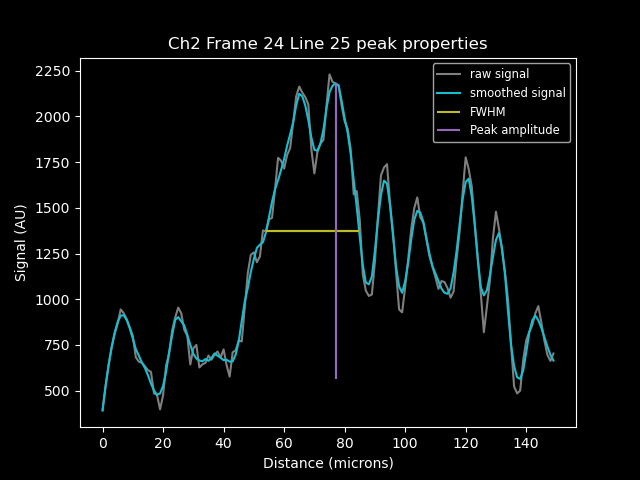 Ch2 Frame 24 Line 25 peak properties
raw signal
smoothed signal
FWHM
Peak amplitude
Signal (AU)
2250
2000
1750
1500
1250
1000
750
500
0 20 40 60 80 100 120 140
Distance (microns)